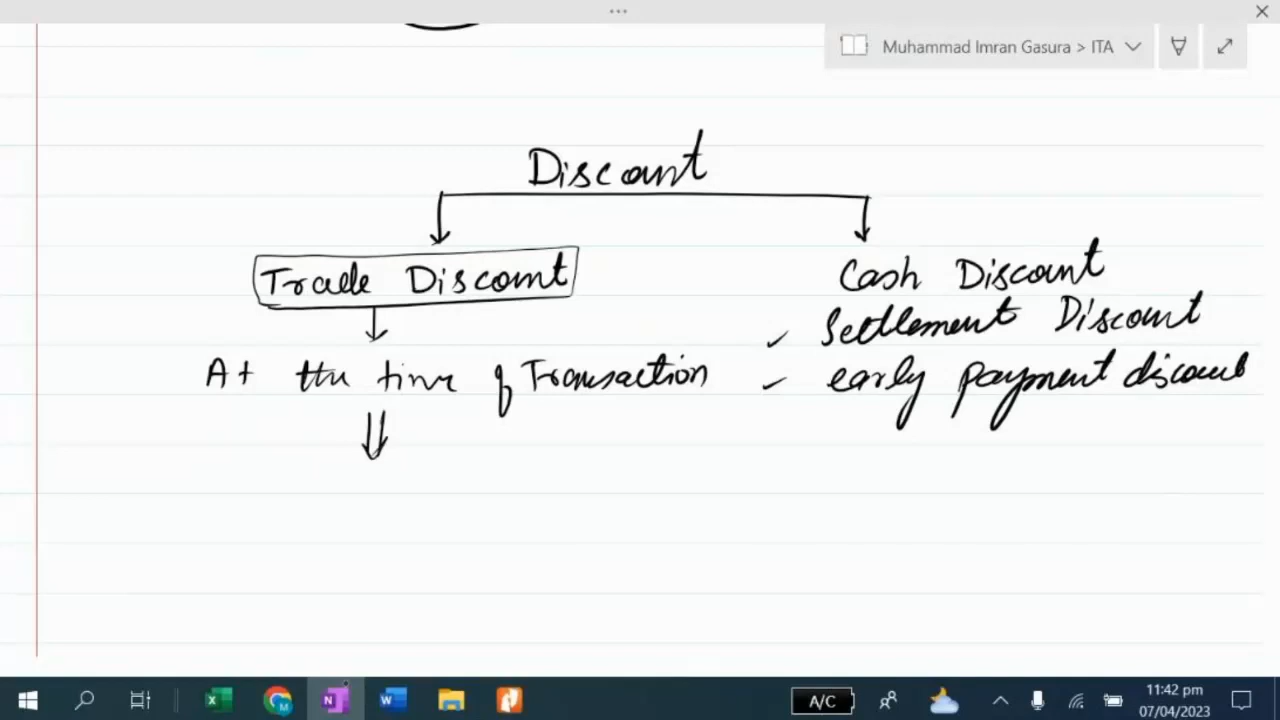 Muhammad Imran Gasura > ITA
Discount
Trade Discount
Cash Discount
Settlement Discount
At the time of Transaction
early payment discount
A/C
11:42 pm
07/04/2023